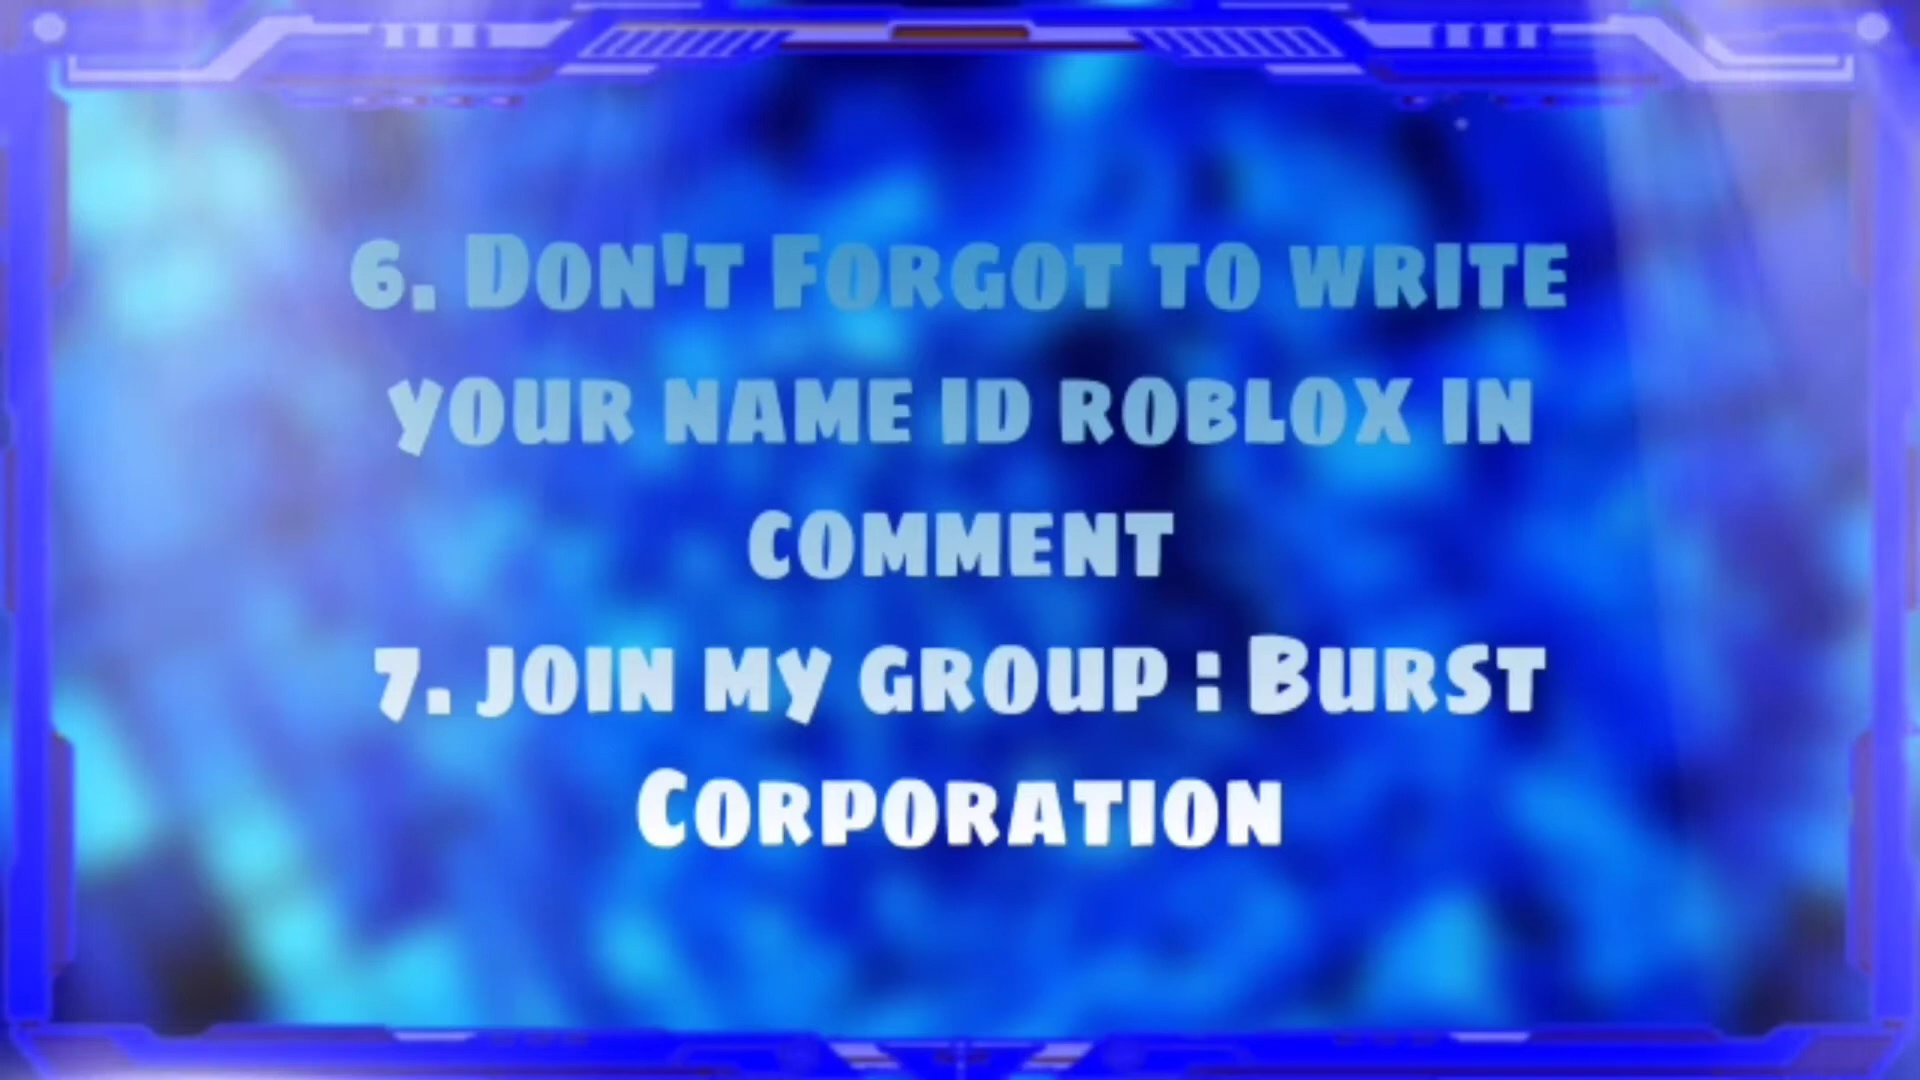 6. Don't Forgot to write
your name id roblox in
comment
7. join my group : Burst
Corporation